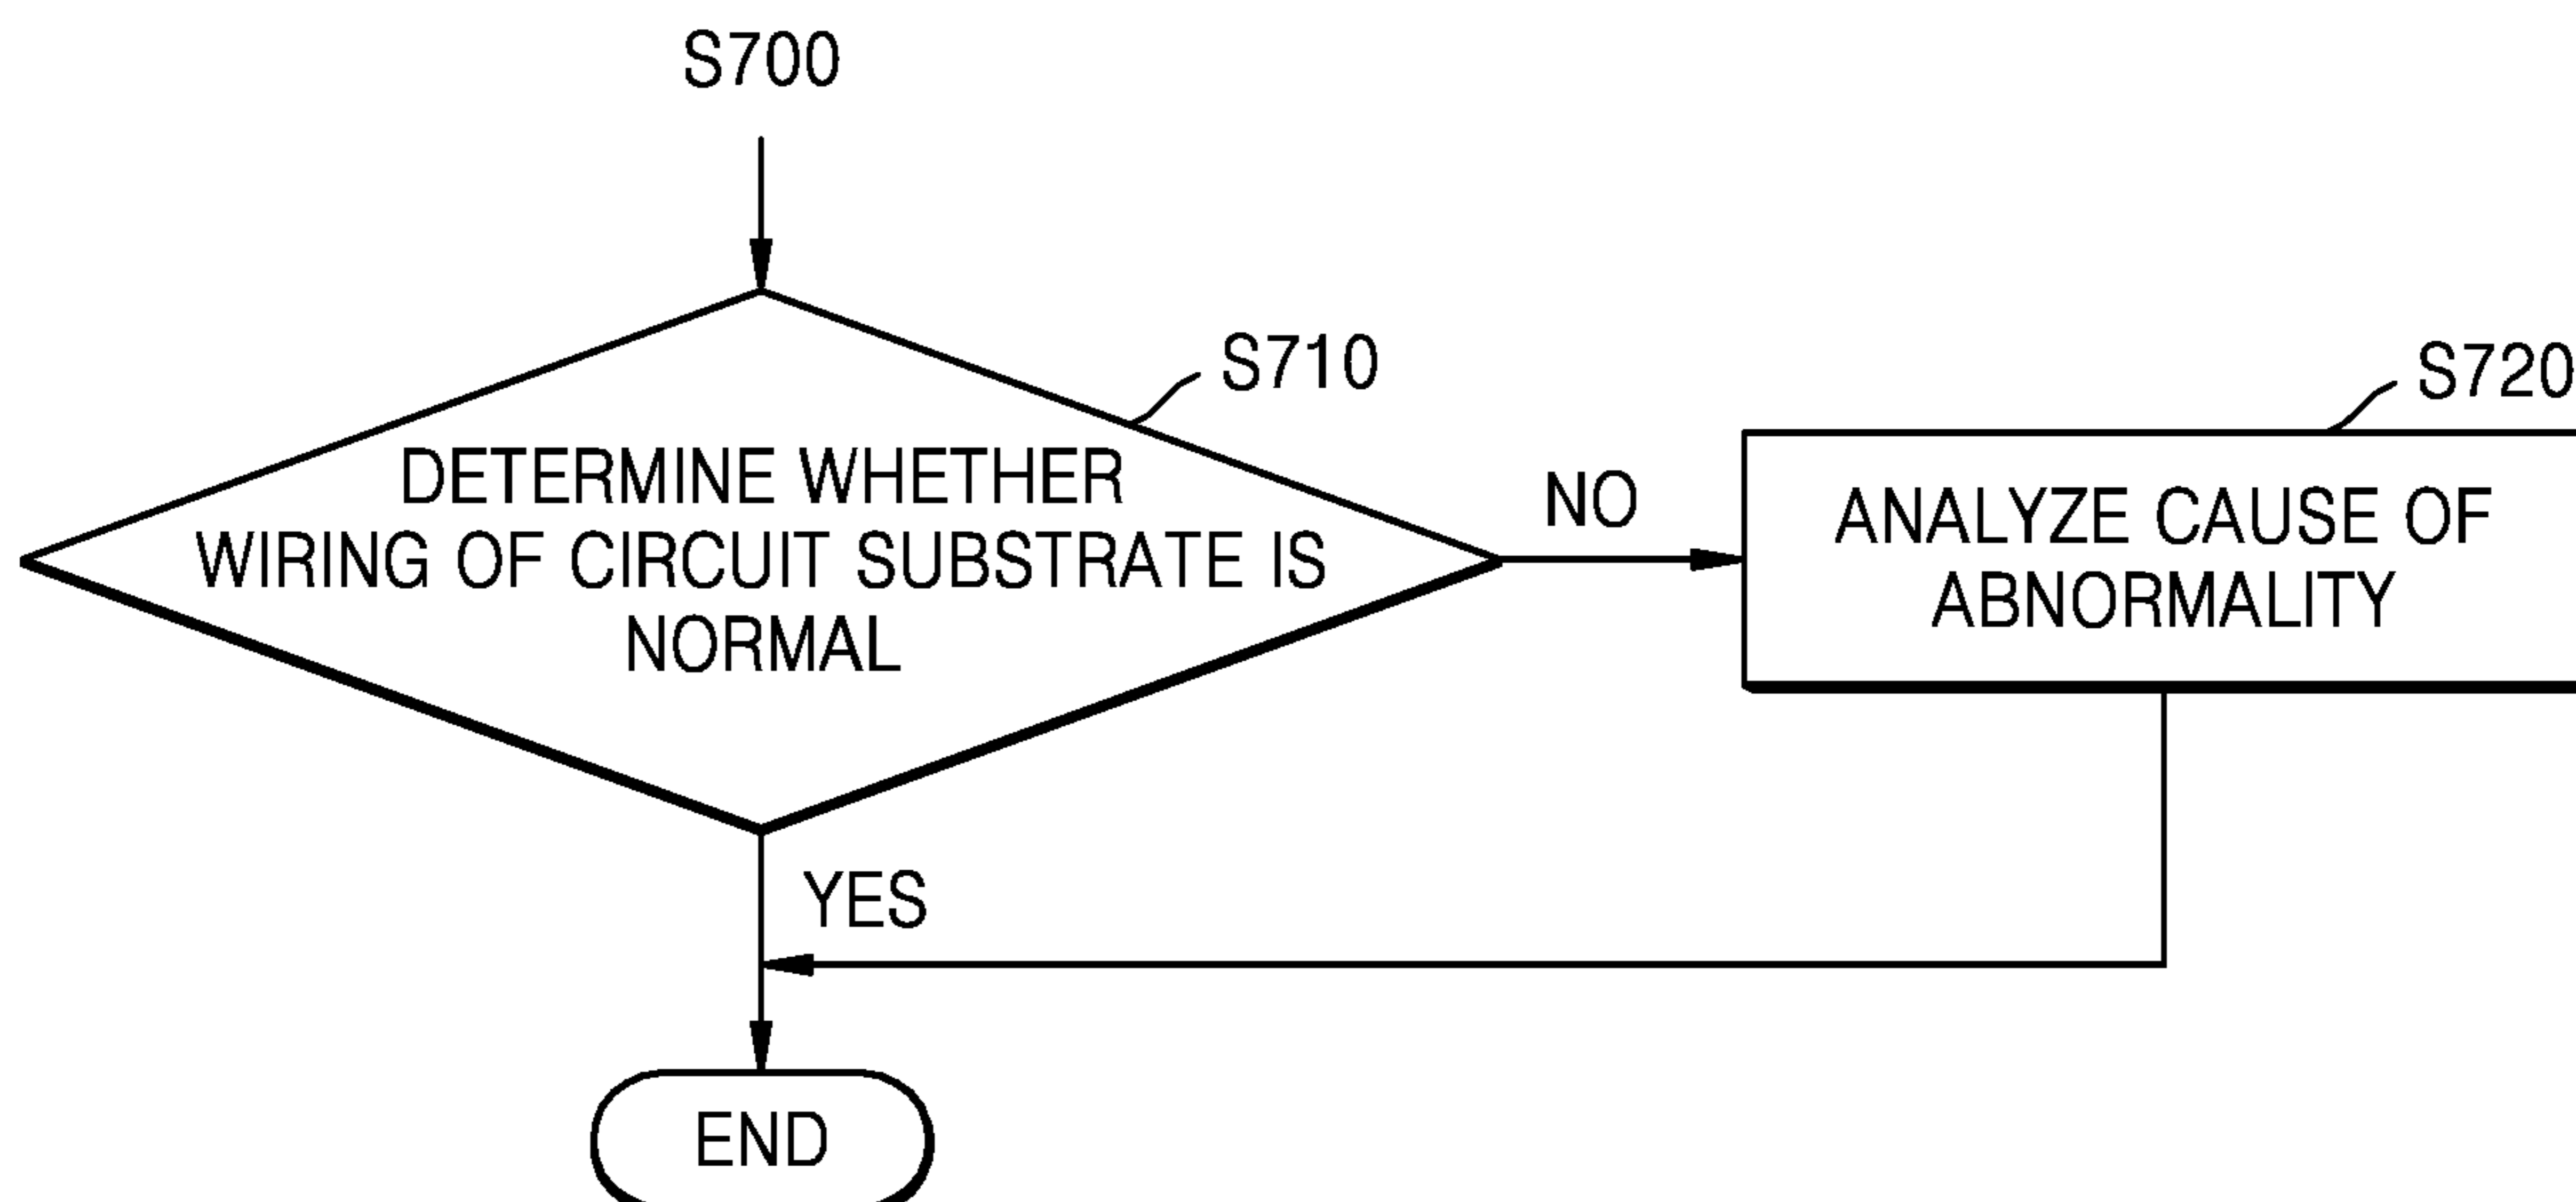 S700
S710
DETERMINE WHETHER
WIRING OF CIRCUIT SUBSTRATE IS
NORMAL
NO
S720
ANALYZE CAUSE OF
ABNORMALITY
YES
END